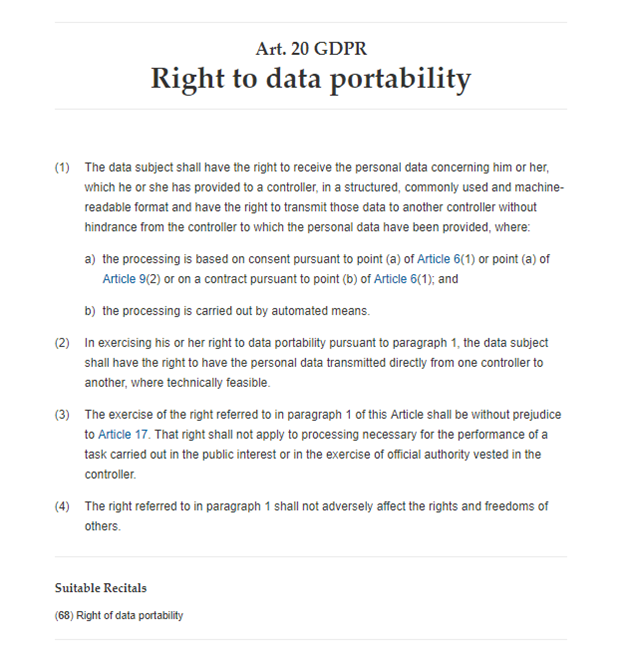 Art. 20 GDPR
Right to data portability
(1) The data subject shall have the right to receive the personal data concerning him or her,
which he or she has provided to a controller, in a structured, commonly used and machine-
readable format and have the right to transmit those data to another controller without
hindrance from the controller to which the personal data have been provided, where:
a) the processing is based on consent pursuant to point (a) of Article 6(1) or point (a) of
Article 9(2) or on a contract pursuant to point (b) of Article 6(1); and
b) the processing is carried out by automated means.
(2) In exercising his or her right to data portability pursuant to paragraph 1, the data subject
shall have the right to have the personal data transmitted directly from one controller to
another, where technically feasible.
(3) The exercise of the right referred to in paragraph 1 of this Article shall be without prejudice
to Article 17. That right shall not apply to processing necessary for the performance of a
task carried out in the public interest or in the exercise of official authority vested in the
controller.
(4) The right referred to in paragraph 1 shall not adversely affect the rights and freedoms of
others.
Suitable Recitals
(68) Right of data portability